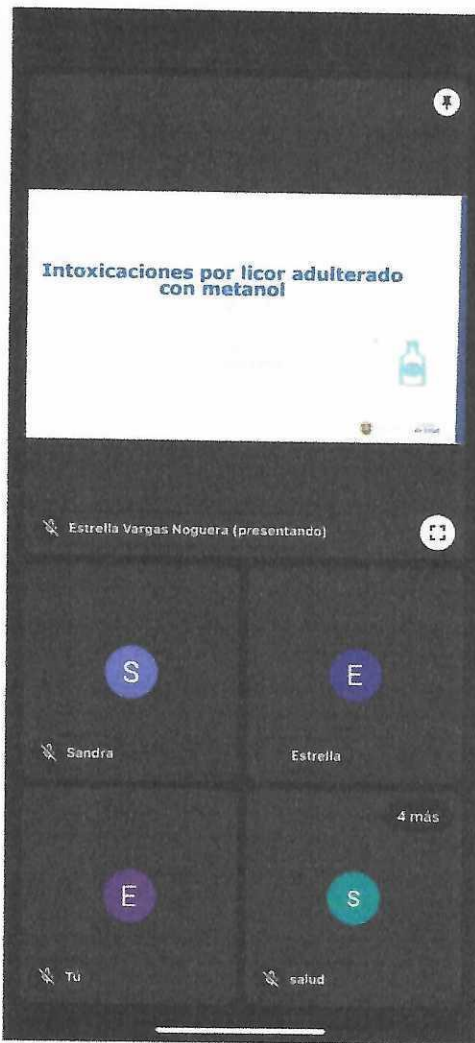 Intoxicaciones por licor adulterado
con metanol
Estrella Vargas Noguera (presentando)
S
E
Sandra
Estrella
4 más
E
S
Tú
salud